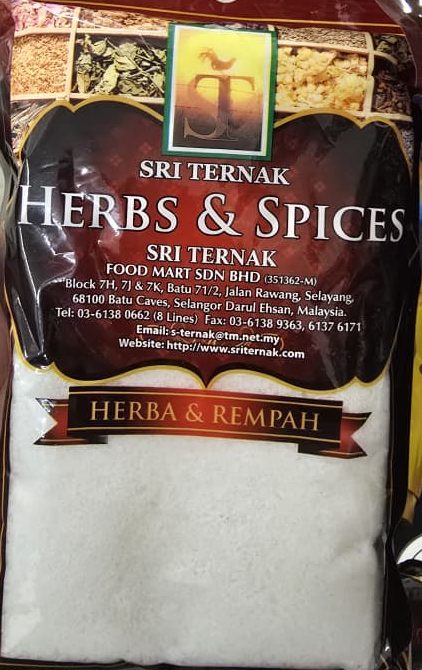 ST
SRI TERNAK
HERBS & SPICES
SRI TERNAK
FOOD MART SDN BHD (351362-M)
Block 7H, 7J & 7K, Batu 71/2, Jalan Rawang, Selayang,
68100 Batu Caves, Selangor Darul Ehsan, Malaysia.
Tel: 03-6138 0662 (8 Lines) Fax: 03-6138 9363, 6137 6171
Email: s-ternak@tm.net.my
Website: http://www.sriternak.com
HERBA & REMPAH